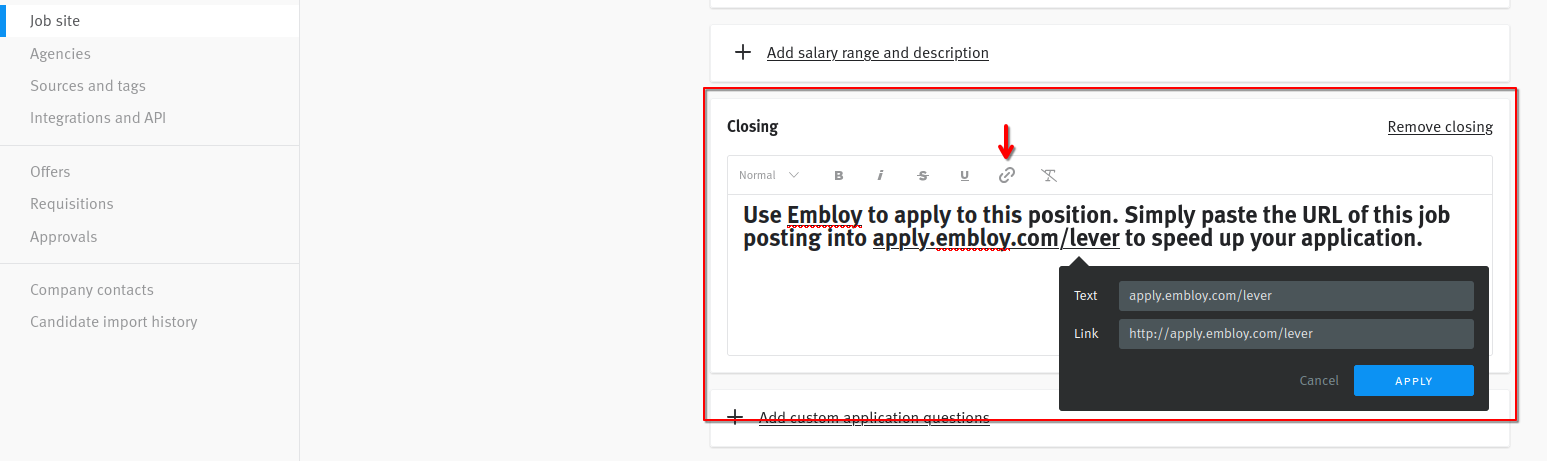 Job site
Agencies
Sources and tags
Integrations and API
Offers
Requisitions
Approvals
Company contacts
Candidate import history
Add salary range and description
Closing
Remove closing
Normal
B i S U
Use Embloy to apply to this position. Simply paste the URL of this job
posting into apply.embloy.com/lever to speed up your application.
Text apply.embloy.com/lever
Link http://apply.embloy.com/lever
Cancel APPLY
Add custom application questions